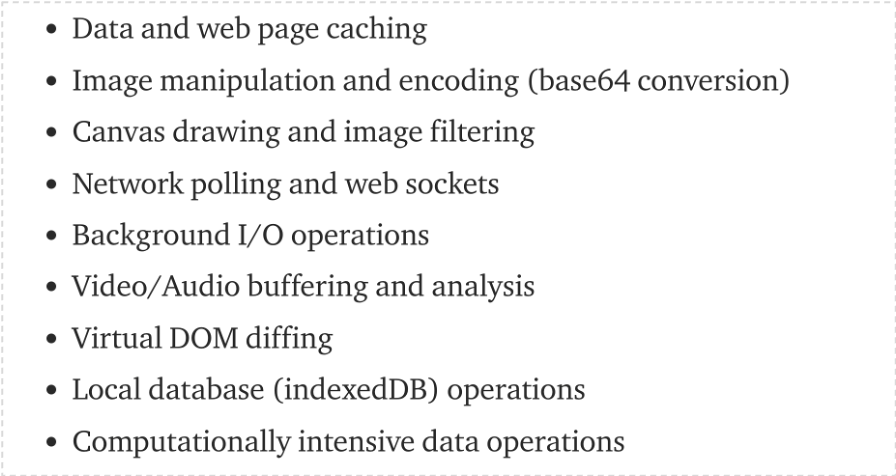 • Data and web page caching
• Image manipulation and encoding (base64 conversion)
• Canvas drawing and image filtering
• Network polling and web sockets
• Background I/O operations
• Video/Audio buffering and analysis
• Virtual DOM diffing
• Local database (indexedDB) operations
• Computationally intensive data operations